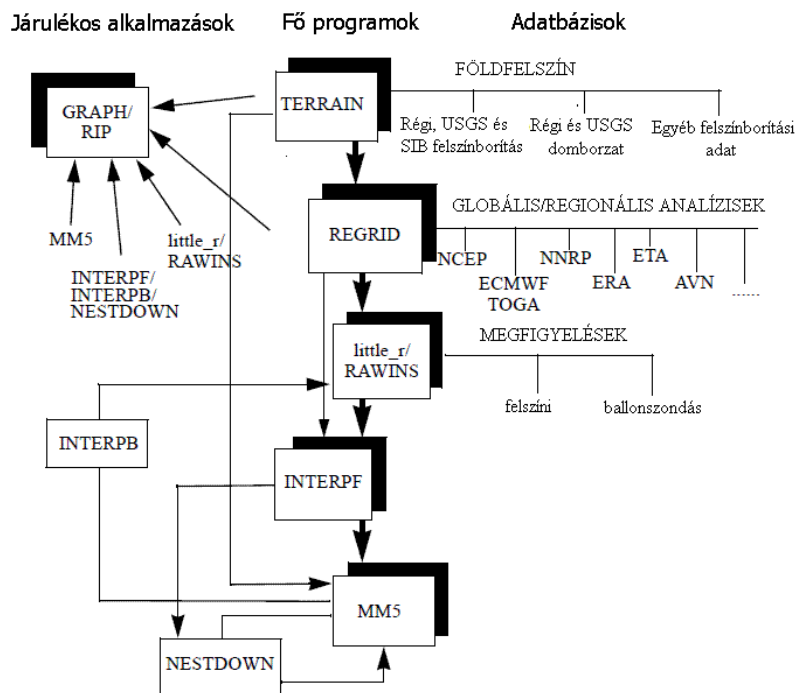 Járulékos alkalmazások
Fő programok
Adatbázisok
FÖLDFELSZÍN
GRAPH/
RIP
TERRAIN
Régi, USGS és
SIB felszínborítás
Régi és USGS
domborzat
Egyéb felszínborítási
adat
GLOBÁLIS/REGIONÁLIS ANALÍZISEK
REGRID
MM5
little_r/
RAWINS
INTERPF/
INTERPB/
NESTDOWN
NCEP
ECMWF
TOGA
NNRP
ERA
ETA
AVN
......
MEGFIGYELÉSEK
little_r/
RAWINS
felszíni
ballonszondás
INTERPB
INTERPF
MM5
NESTDOWN